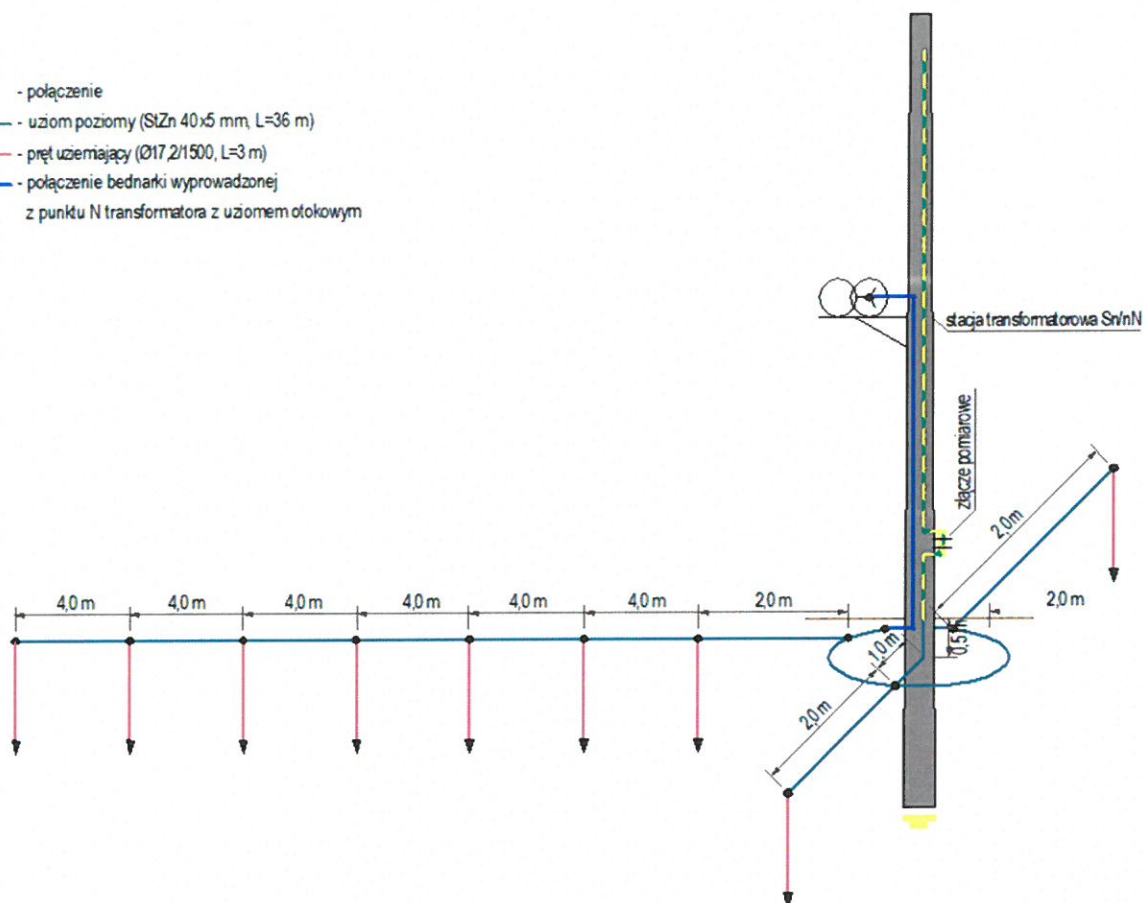 - połączenie
- uziom poziomy (StZn 40x5 mm, L=36 m)
- pręt uziemiający (Ø17,2/1500, L=3 m)
- połączenie bednarki wyprowadzonej
z punktu N transformatora z uziomem otokowym
stacja transformatorowa Sn/nN
złącze pomiarowe
2,0m
4,0 m
4,0 m
4,0 m
4,0 m
4,0 m
4,0 m
2,0 m
2,0 m
1,0 m
0,5
2,0 m